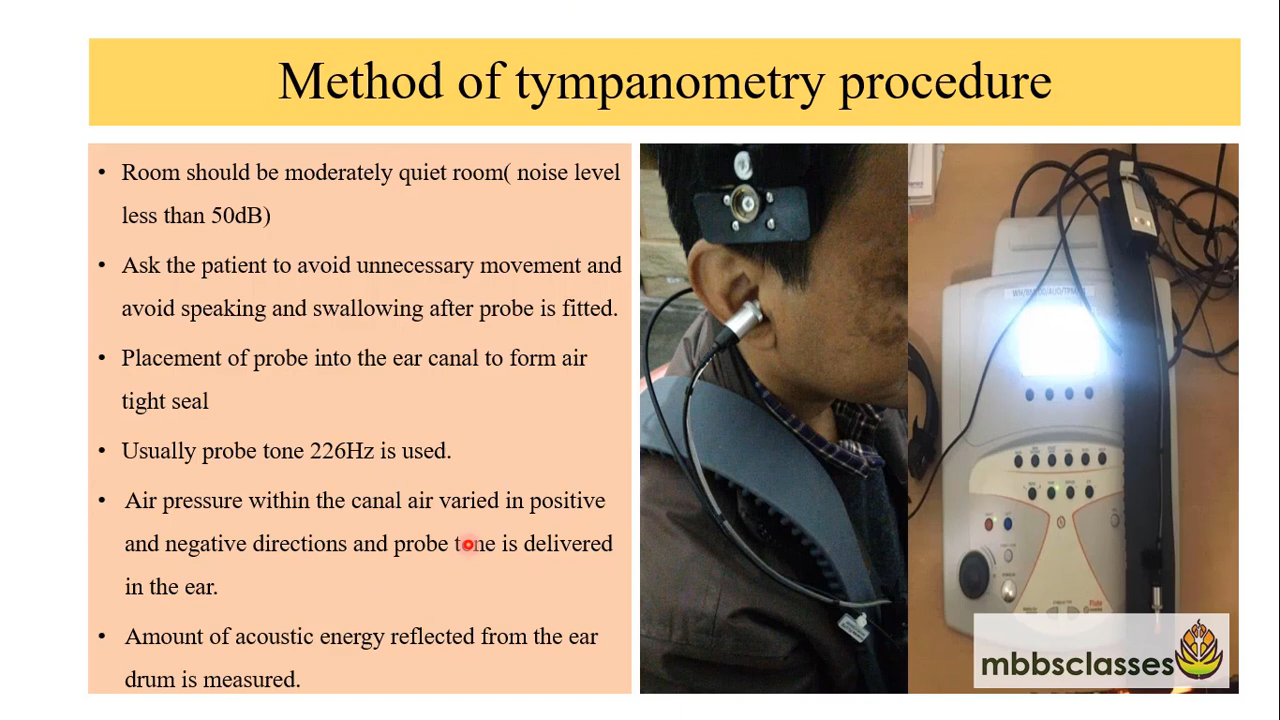 Method of tympanometry procedure
• Room should be moderately quiet room( noise level
less than 50dB)
• Ask the patient to avoid unnecessary movement and
avoid speaking and swallowing after probe is fitted.
• Placement of probe into the ear canal to form air
tight seal
• Usually probe tone 226Hz is used.
• Air pressure within the canal air varied in positive
and negative directions and probe tone is delivered
in the ear.
• Amount of acoustic energy reflected from the ear
drum is measured.
mbbsclasses